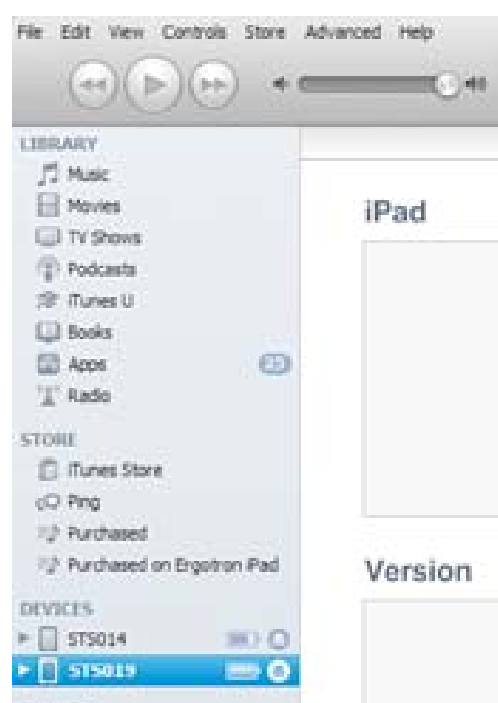 File Edit View Controls Store Advanced Help
LIBRARY
Music
Movies
iPad
TV Shows
Podcasts
iTunes U
Books
Apps
Radio
STORE
iTunes Store
Ping
Purchased
Purchased on Ergotron iPad
Version
DEVICES
STS014
STS019